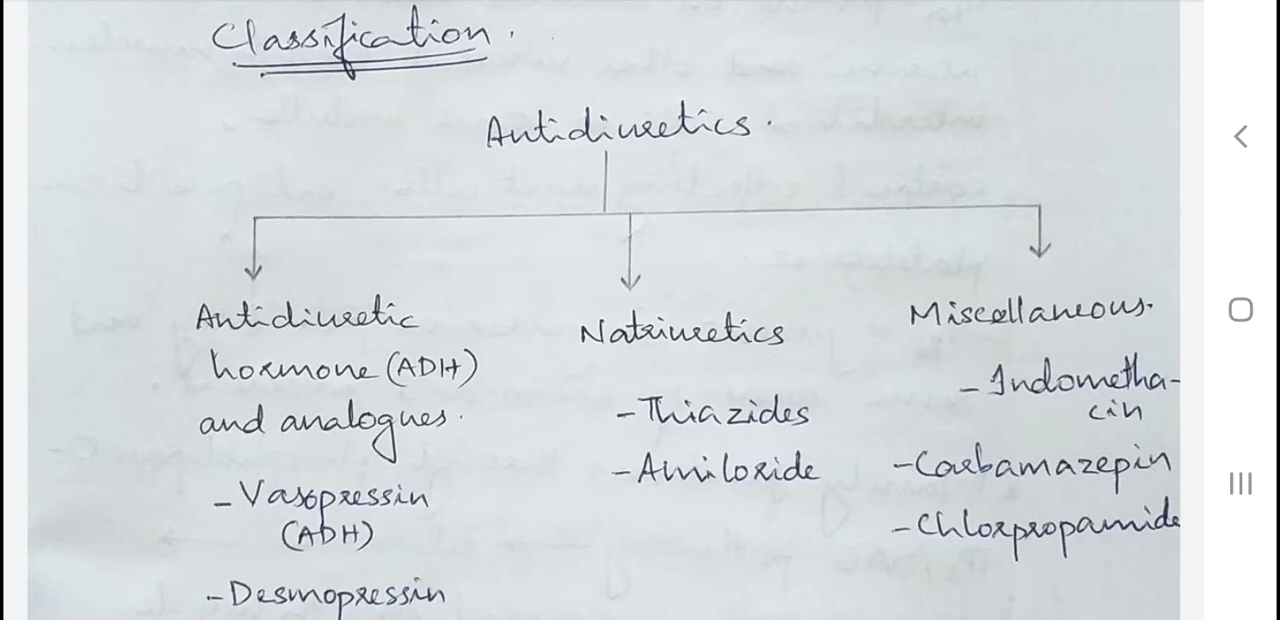 Classification.
Antidiuretics.
Antidiuretic
hormone (ADH)
and analogues.
- Vasopressin
(ADH)
- Desmopressin
Natriuretics
- Thiazides
- Amiloride
Miscellaneous.
- Indometha-
cin
- Carbamazepin
- Chlorpropamide